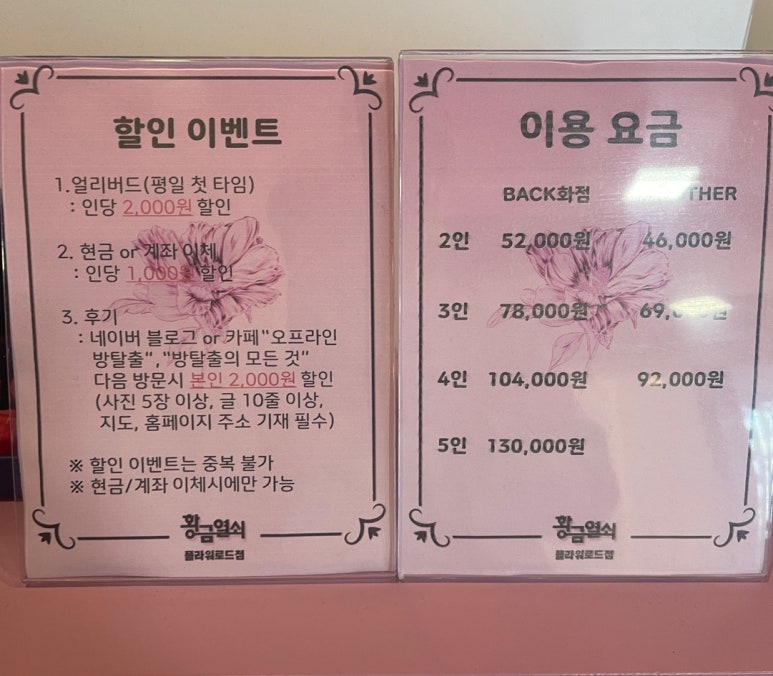 할인 이벤트
1.얼리버드(평일 첫 타임)
: 인당 2,000원 할인
2. 현금 or 계좌 이체
: 인당 1,000원 할인
3. 후기
: 네이버 블로그 or 카페"오프라인
방탈출","방탈출의 모든 것"
다음 방문시 본인 2,000원 할인
(사진 5장 이상, 글 10줄 이상,
지도, 홈페이지 주소 기재 필수)
※ 할인 이벤트는 중복 불가
※ 현금/계좌 이체시에만 가능
황금열쇠
플라워로드점
이용 요금
BACK화점
2인 52,000원 46,000원
3인 78,000원
4인 104,000원 92,000원
5인 130,000원
황금열쇠
플라워로드점